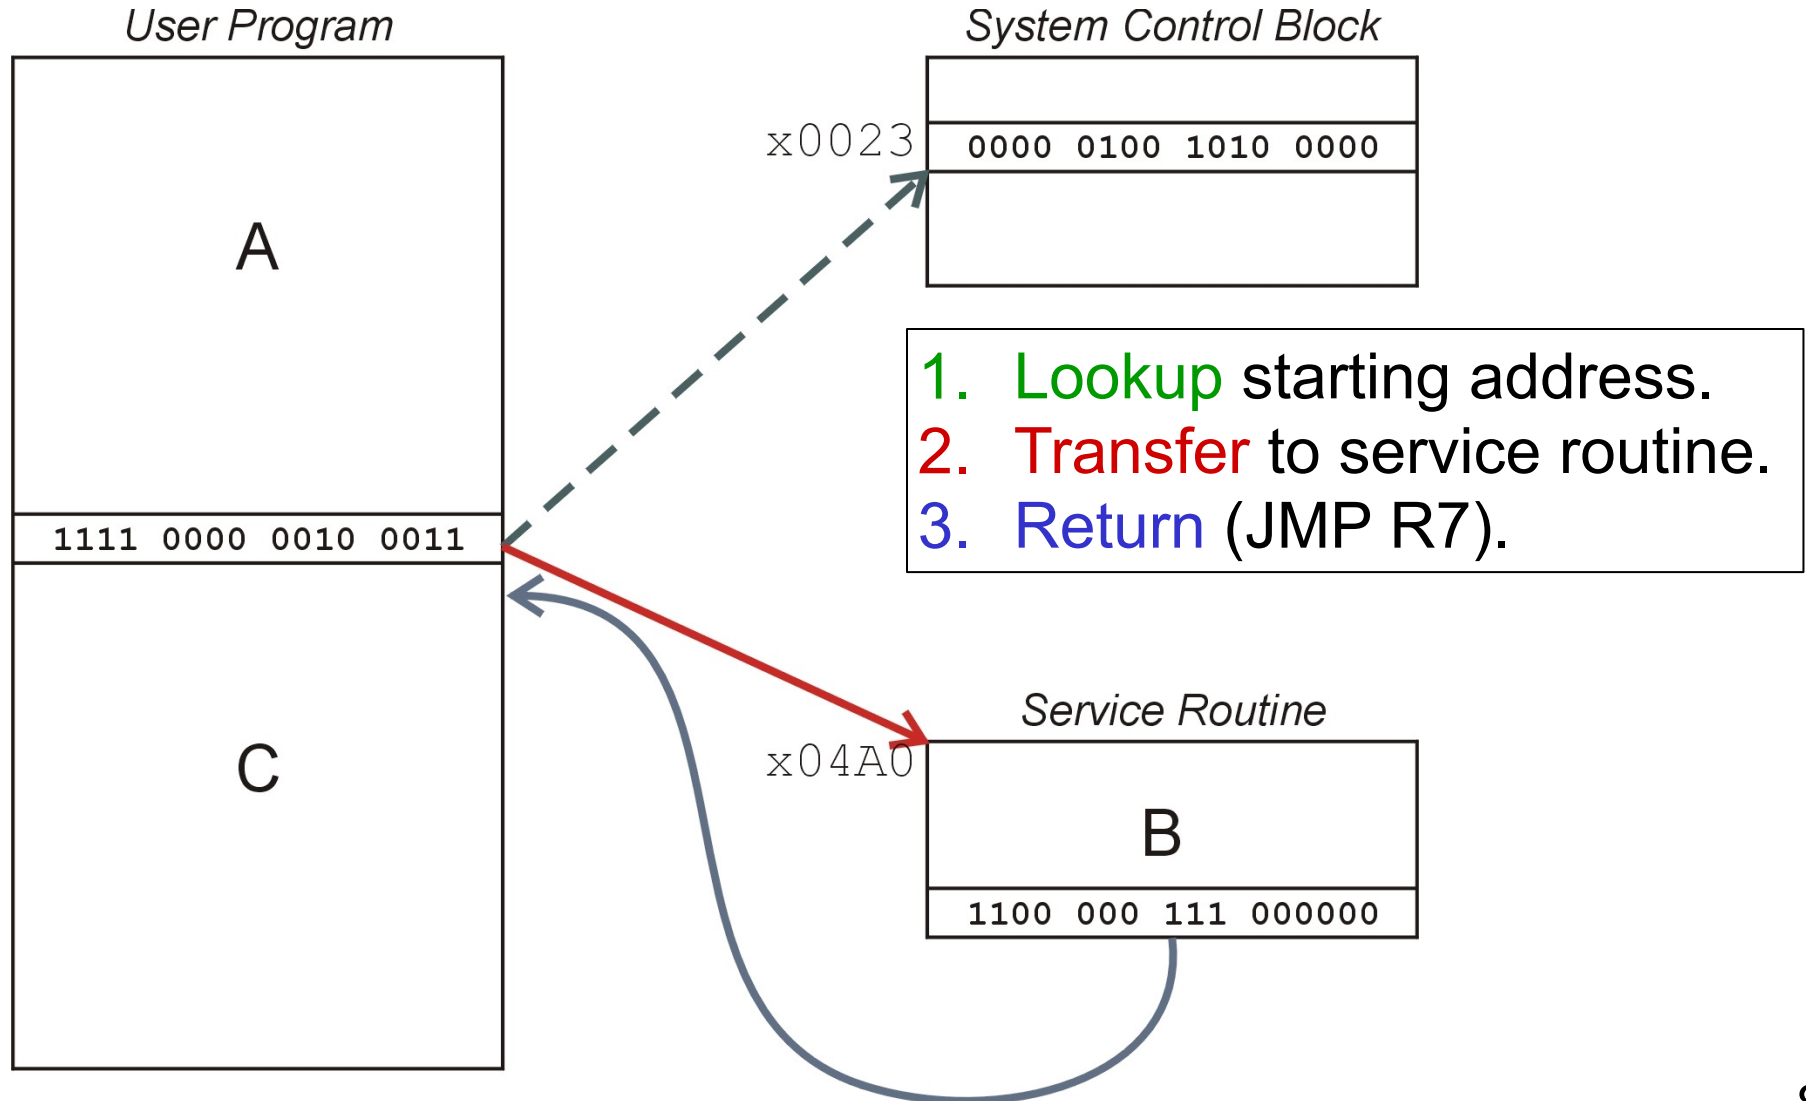 User Program
System Control Block
x0023
0000 0100 1010 0000
A
1. Lookup starting address.
2. Transfer to service routine.
3. Return (JMP R7).
1111 0000 0010 0011
Service Routine
x04A0
C
B
1100 000 111 000000